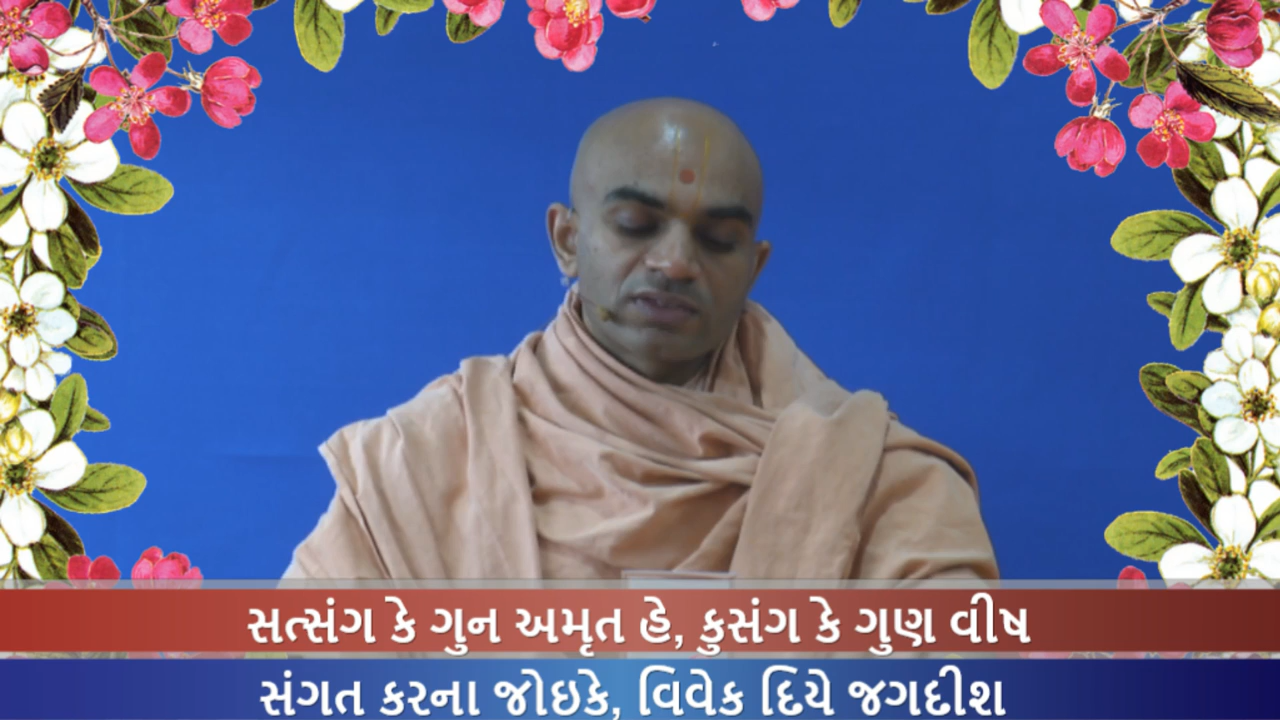 સત્સંગ કે ગુન અમૃત હે, કુસંગ કે ગુણ વીષ
સંગત કરના જોઇકે, વિવેક દિયે જગદીશ